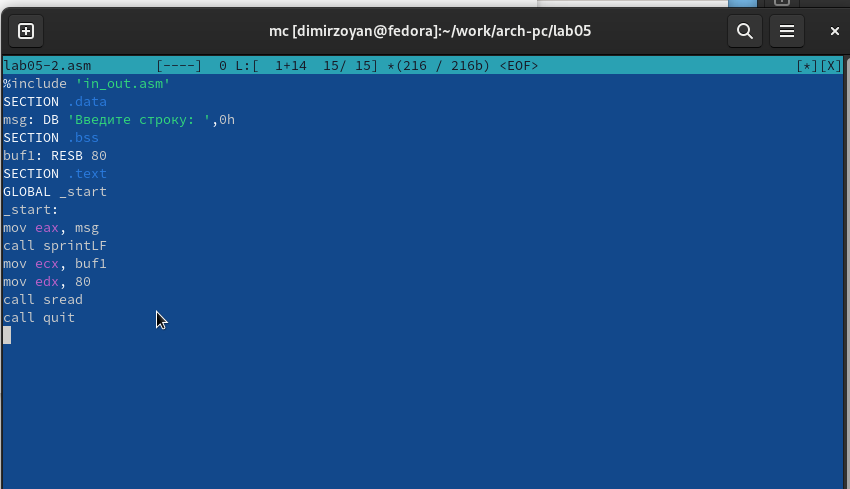 mc [dimirzoyan@fedora]:~/work/arch-pc/lab05
lab05-2.asm [----] 0 L:[ 1+14 15/ 15] *(216 / 216b) <EOF> [*][X]
%include 'in_out.asm'
SECTION .data
msg: DB 'Введите строку: ',0h
SECTION .bss
buf1: RESB 80
SECTION .text
GLOBAL _start
_start:
mov eax, msg
call sprintLF
mov ecx, buf1
mov edx, 80
call sread
call quit